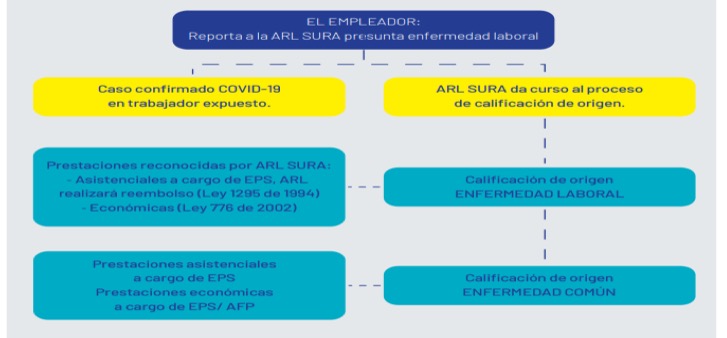 EL EMPLEADOR:
Reporta a la ARL SURA presunta enfermedad laboral
Caso confirmado COVID-19
en trabajador expuesto.
ARL SURA da curso al proceso
de calificación de origen.
Prestaciones reconocidas por ARL SURA:
- Asistenciales a cargo de EPS, ARL
realizará reembolso (Ley 1295 de 1994)
- Económicas (Ley 776 de 2002)
Calificación de origen
ENFERMEDAD LABORAL
Prestaciones asistenciales
a cargo de EPS
Prestaciones económicas
a cargo de EPS/ AFP
Calificación de origen
ENFERMEDAD COMÚN